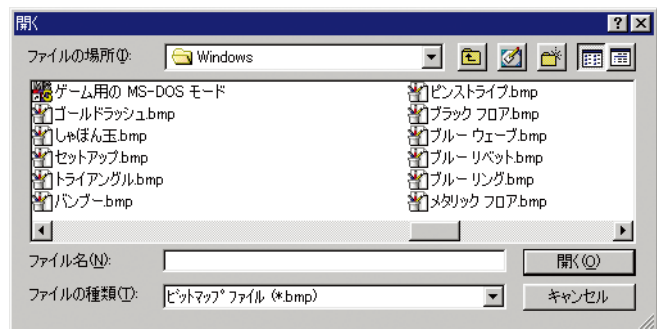 開く
ファイルの場所(I):
Windows
ゲーム用の MS-DOS モード
ゴールドラッシュ.bmp
しゃぼん玉.bmp
セットアップ.bmp
トライアングル.bmp
バンブー.bmp
ピンストライプ.bmp
ブラック フロア.bmp
ブルー ウェーブ.bmp
ブルー リベット.bmp
ブルー リング.bmp
メタリック フロア.bmp
ファイル名(N):
開く(O)
ファイルの種類(T):
ビットマップ ファイル (*.bmp)
キャンセル